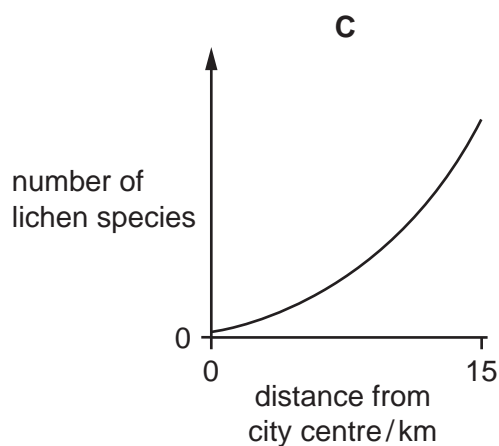 C
number of
lichen species
0
0
15
distance from
city centre / km